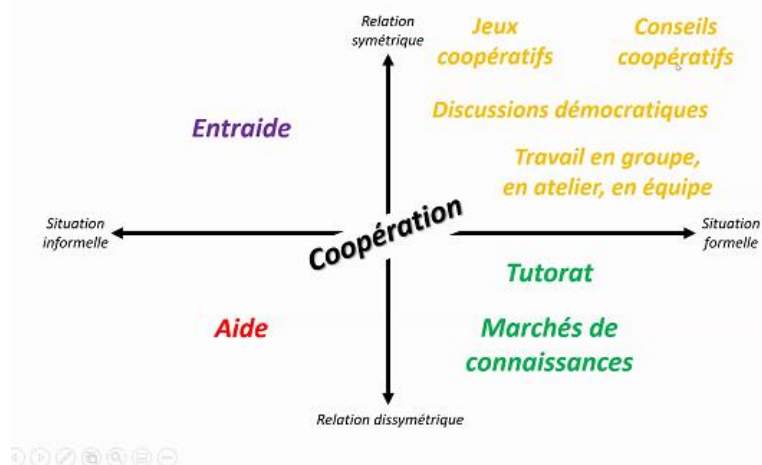 Relation
symétrique
Jeux
coopératifs
Conseils
coopératifs
Entraide
Discussions démocratiques
Travail en groupe,
en atelier, en équipe
Situation
informelle
Coopération
Situation
formelle
Tutorat
Aide
Marchés de
connaissances
Relation dissymétrique